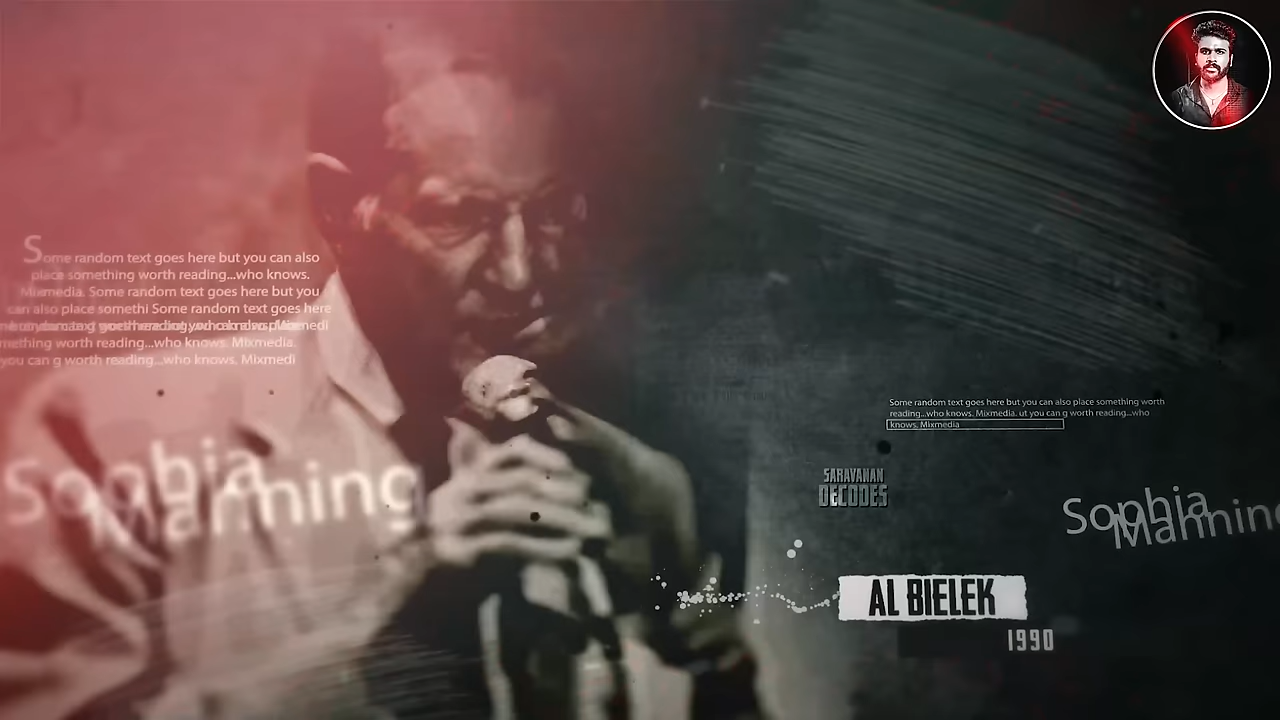 Some random text goes here but you can also
place something worth reading...who knows.
Mixmedia. Some random text goes here but you
can also place somethi Some random text goes here
mething worth reading...who knows. Mixmedia.
you can g worth reading...who knows. Mixmedi
Sophia
Manning
Some random text goes here but you can also place something worth
reading...who knows. Mixmedia. ut you can g worth reading...who
knows. Mixmedia
SARAVANAN
DECODES
Sophia
Manning
AL BIELEK
1990